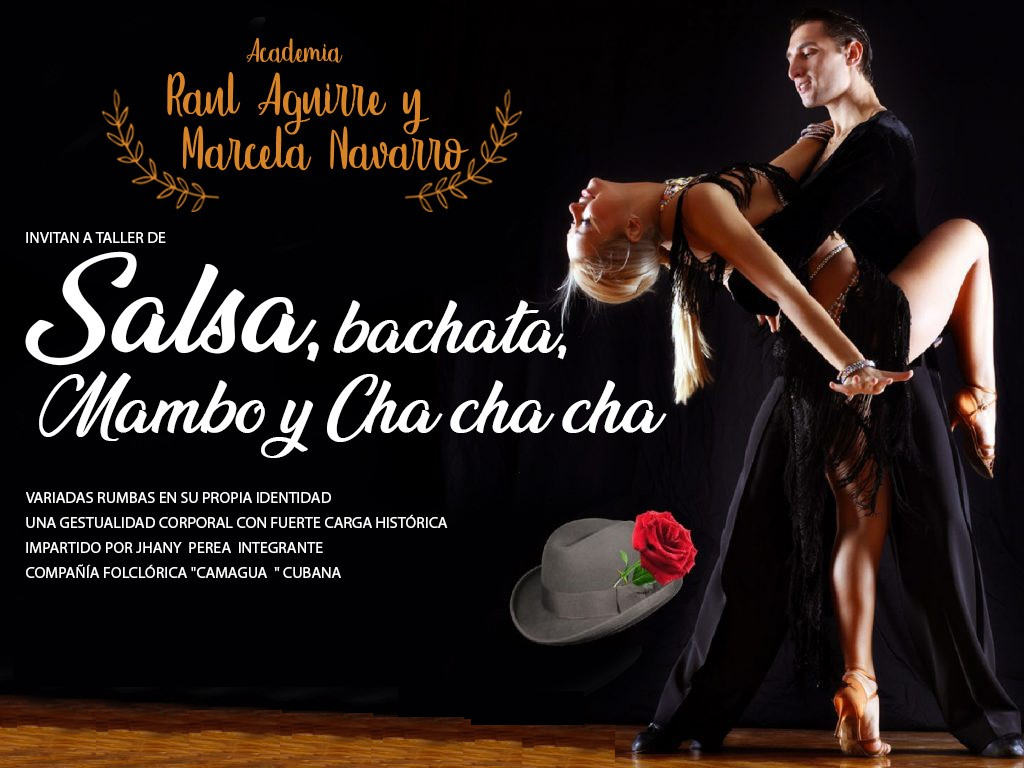 Academia
Raul Aguirre y
Marcela Navarro
INVITAN A TALLER DE
Salsa, bachata,
Mambo y Cha cha cha
VARIADAS RUMBAS EN SU PROPIA IDENTIDAD
UNA GESTUALIDAD CORPORAL CON FUERTE CARGA HISTÓRICA
IMPARTIDO POR JHANY PEREA INTEGRANTE
COMPAÑÍA FOLCLÓRICA "CAMAGUA " CUBANA